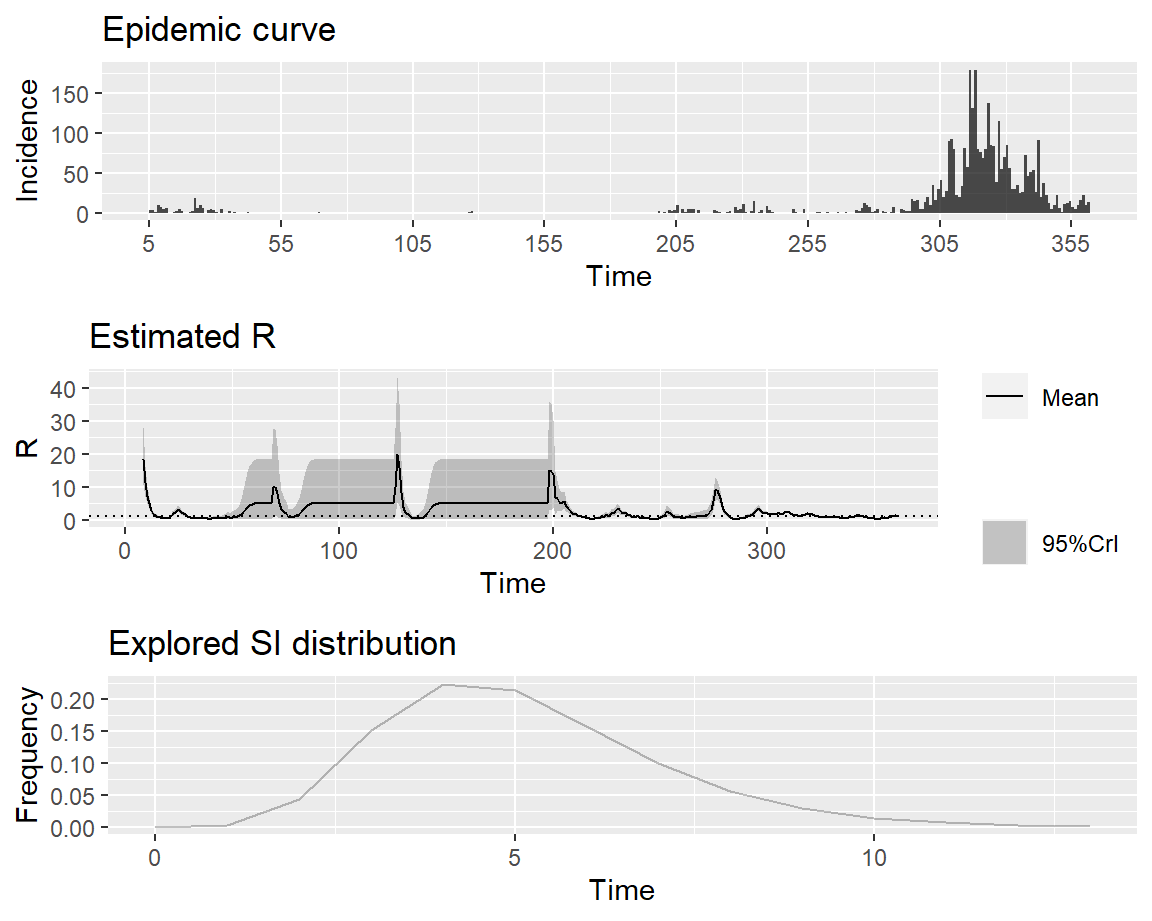 Epidemic curve
Incidence
150
100
50
0
5 55 105 155 205 255 305 355
Time
Estimated R
R
40
30
20
10
0
0 100 200 300
Time
Mean
95%CrI
Explored SI distribution
Frequency
0.20
0.15
0.10
0.05
0.00
0 5 10
Time